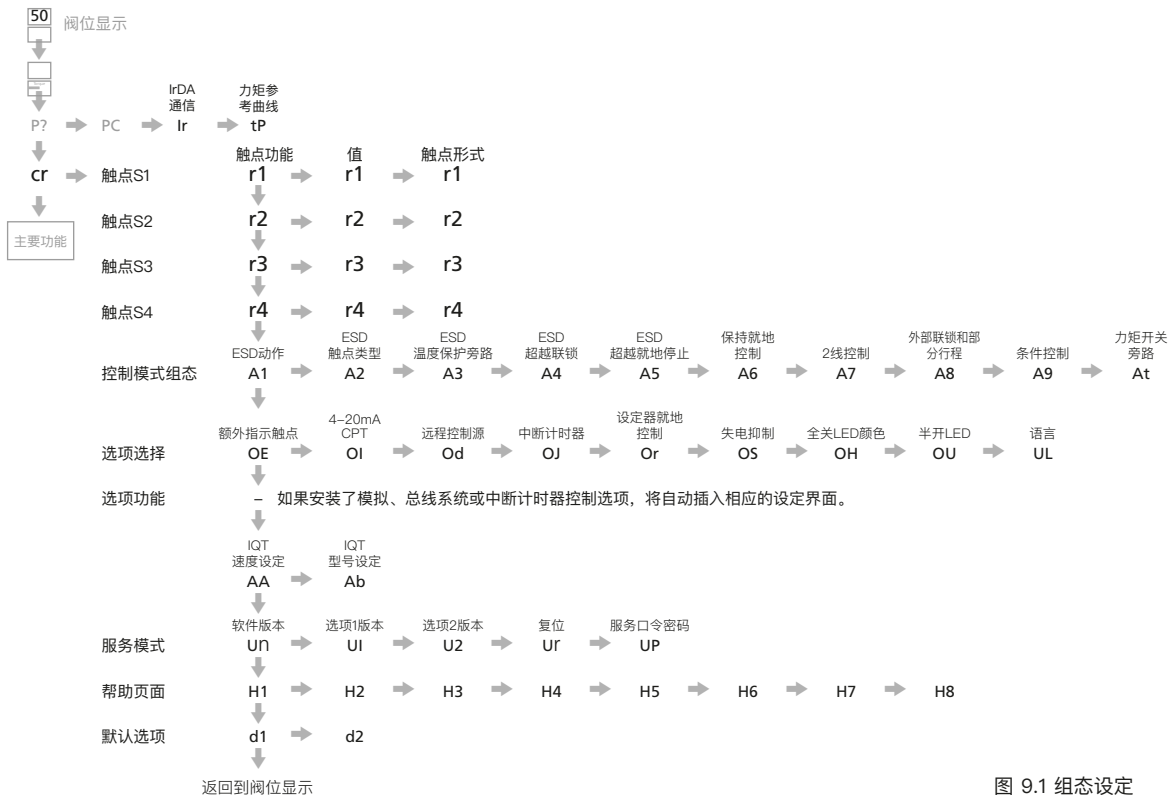 50
阀位显示
IrDA 力矩参
通信 考曲线
P? PC Ir tP
触点功能 值 触点形式
cr 触点S1 r1 r1 r1
触点S2 r2 r2 r2
主要功能
触点S3 r3 r3 r3
触点S4 r4 r4 r4
ESD ESD ESD ESD 保持就地 外部联锁和部 力矩开关
ESD动作 触点类型 温度保护旁路 超越联锁 超越就地停止 控制 2线控制 分行程 条件控制 旁路
控制模式组态 A1 A2 A3 A4 A5 A6 A7 A8 A9 At
4–20mA 设定器就地
额外指示触点 CPT 远程控制源 中断计时器 控制 失电抑制 全关LED颜色 半开LED 语言
选项选择 OE OI Od OJ Or OS OH OU UL
选项功能 – 如果安装了模拟、总线系统或中断计时器控制选项，将自动插入相应的设定界面。
IQT IQT
速度设定 型号设定
AA Ab
软件版本 选项1版本 选项2版本 复位 服务口令密码
服务模式 Un UI U2 Ur UP
帮助页面 H1 H2 H3 H4 H5 H6 H7 H8
默认选项 d1 d2
返回到阀位显示
图 9.1 组态设定